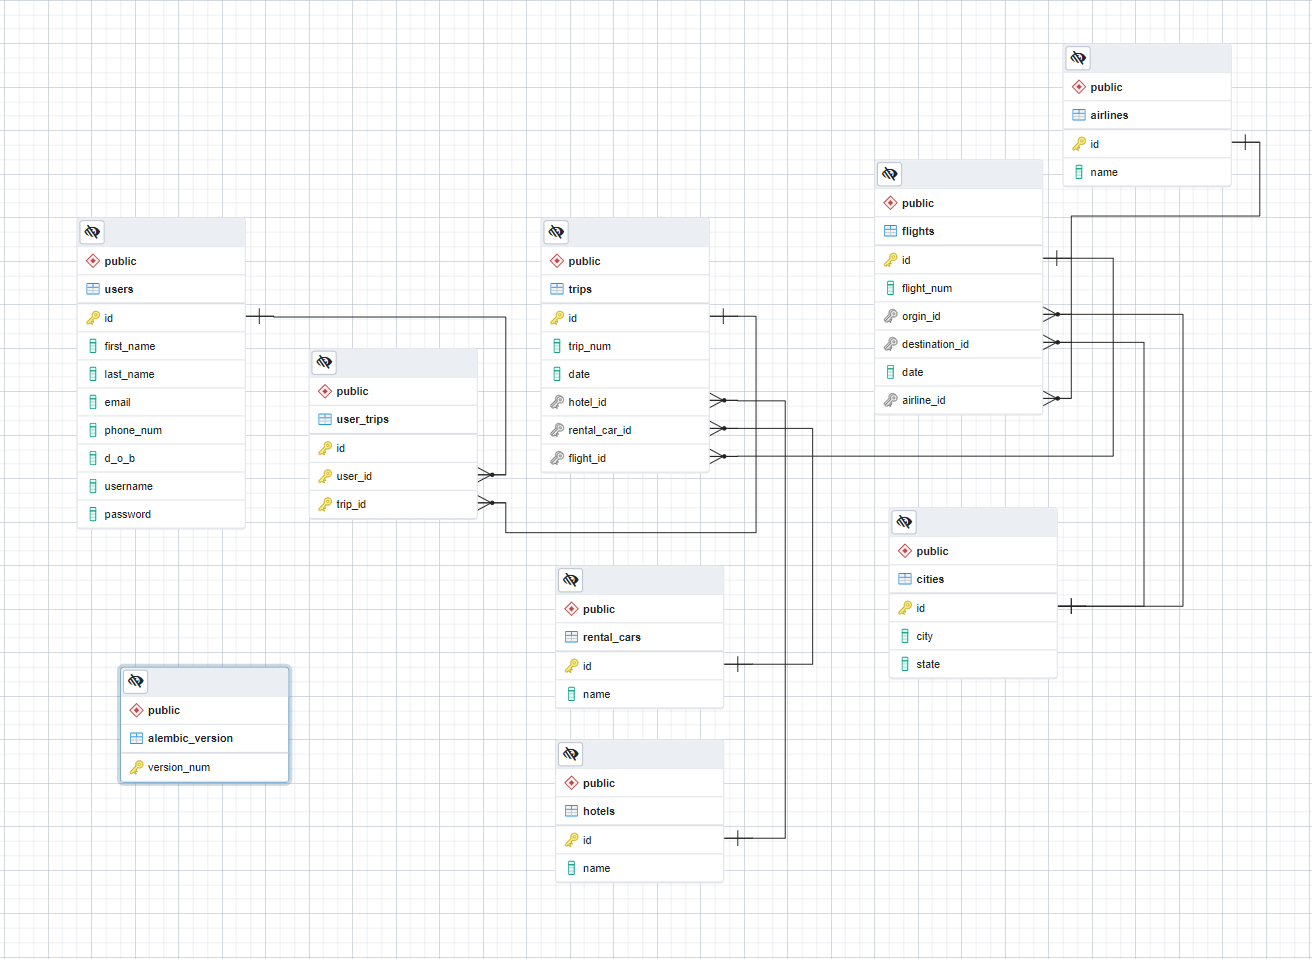 public
users
id
first_name
last_name
email
phone_num
d_o_b
username
password
public
user_trips
id
user_id
trip_id
public
trips
id
trip_num
date
hotel_id
rental_car_id
flight_id
public
flights
id
flight_num
orgin_id
destination_id
date
airline_id
public
airlines
id
name
public
cities
id
city
state
public
rental_cars
id
name
public
hotels
id
name
public
alembic_version
version_num